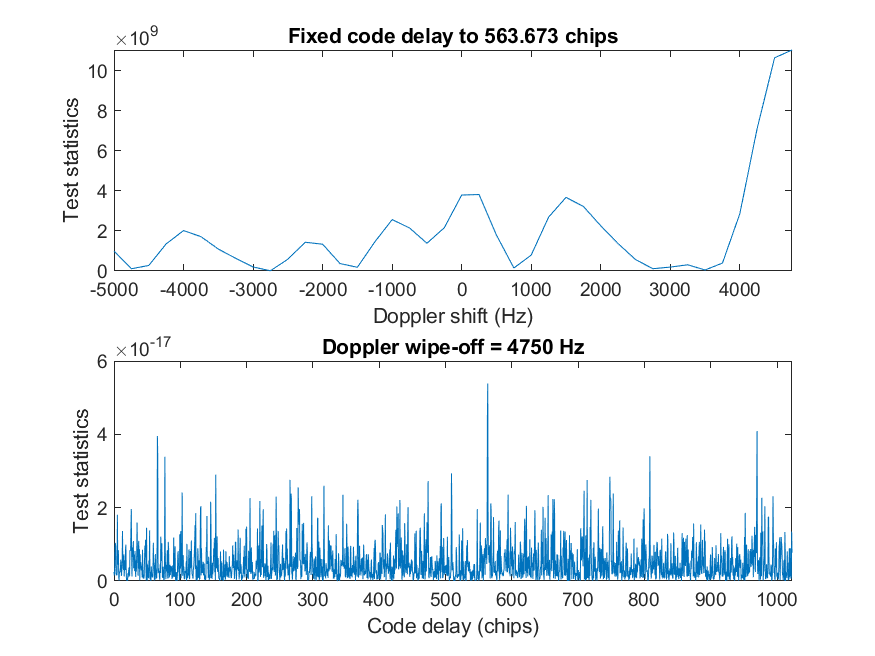 ×10^9
Fixed code delay to 563.673 chips
10
8
6
4
2
0
Test statistics
-5000 -4000 -3000 -2000 -1000 0 1000 2000 3000 4000
Doppler shift (Hz)
×10^-17
Doppler wipe-off = 4750 Hz
6
4
2
0
Test statistics
0 100 200 300 400 500 600 700 800 900 1000
Code delay (chips)